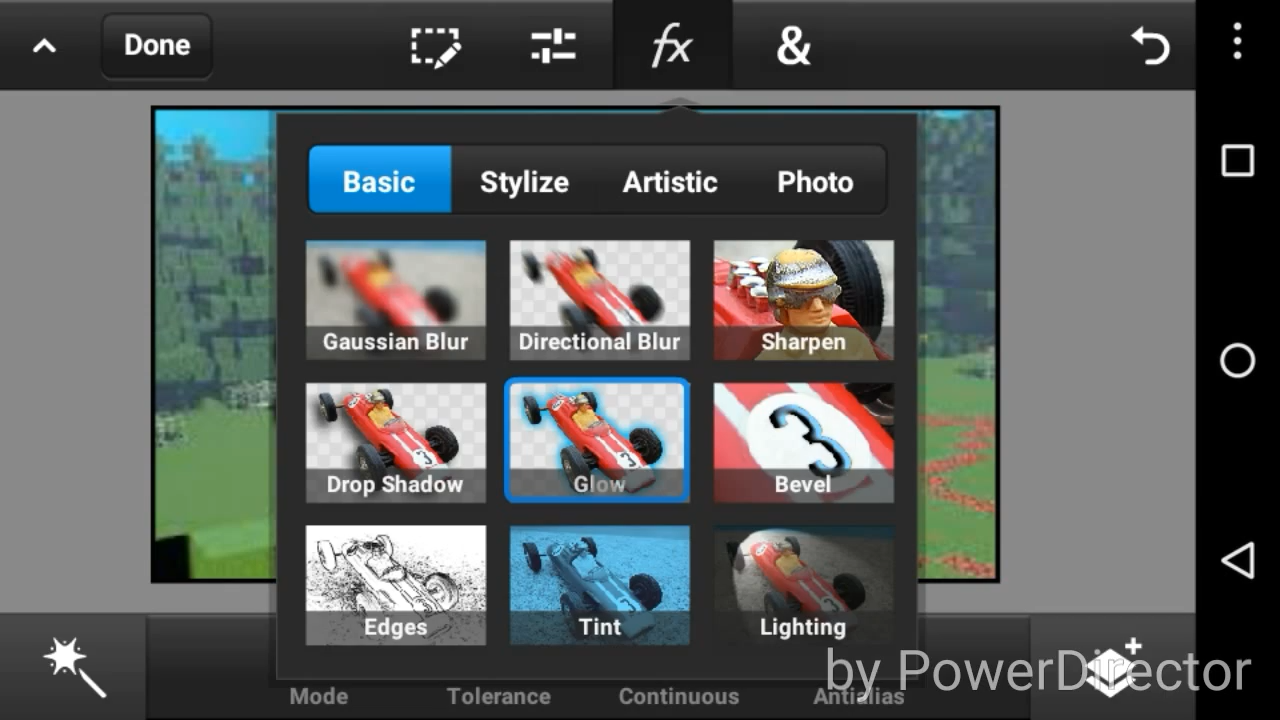 Done fx &
Basic Stylize Artistic Photo
Gaussian Blur Directional Blur Sharpen
3
Drop Shadow Glow Bevel
Edges Tint Lighting
by PowerDirector
Mode Tolerance Continuous Antialias